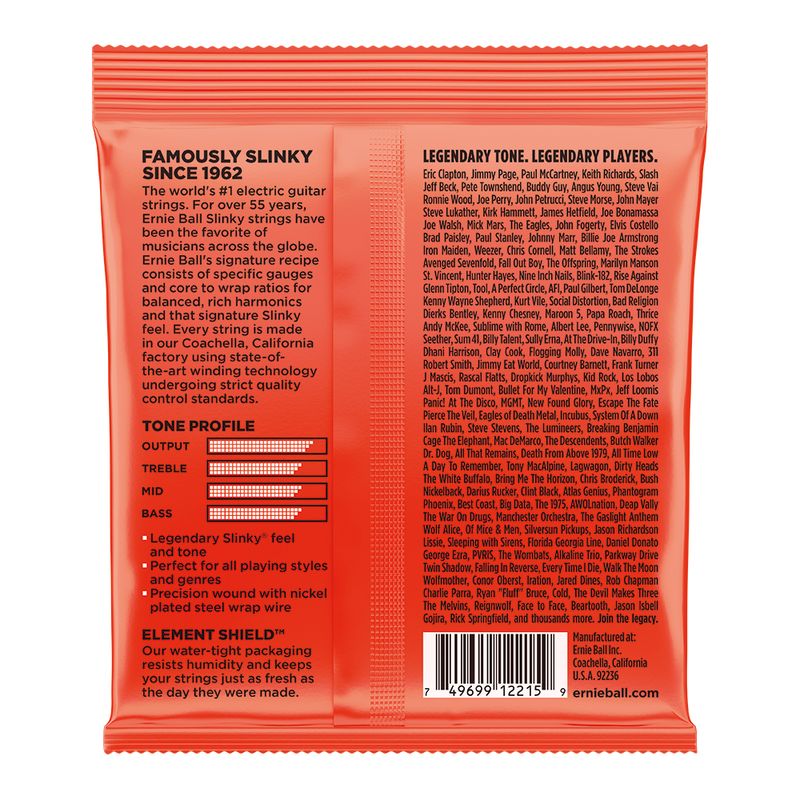 FAMOUSLY SLINKY
SINCE 1962
The world's #1 electric guitar
strings. For over 55 years,
Ernie Ball Slinky strings have
been the favorite of
musicians across the globe.
Ernie Ball's signature recipe
consists of specific gauges
and core to wrap ratios for
balanced, rich harmonics
and that signature Slinky
feel. Every string is made
in our Coachella, California
factory using state-of-
the-art winding technology
undergoing strict quality
control standards.
TONE PROFILE
OUTPUT
TREBLE
MID
BASS
▪Legendary Slinky® feel
and tone
▪Perfect for all playing styles
and genres
▪Precision wound with nickel
plated steel wrap wire
ELEMENT SHIELD™
Our water-tight packaging
resists humidity and keeps
your strings just as fresh as
the day they were made.
LEGENDARY TONE. LEGENDARY PLAYERS.
Eric Clapton, Jimmy Page, Paul McCartney, Keith Richards, Slash
Jeff Beck, Pete Townshend, Buddy Guy, Angus Young, Steve Vai
Ronnie Wood, Joe Perry, John Petrucci, Steve Morse, John Mayer
Steve Lukather, Kirk Hammett, James Hetfield, Joe Bonamassa
Joe Walsh, Mick Mars, The Eagles, John Fogerty, Elvis Costello
Brad Paisley, Paul Stanley, Johnny Marr, Billie Joe Armstrong
Iron Maiden, Weezer, Chris Cornell, Matt Bellamy, The Strokes
Avenged Sevenfold, Fall Out Boy, The Offspring, Marilyn Manson
St. Vincent, Hunter Hayes, Nine Inch Nails, Blink-182, Rise Against
Glenn Tipton, Tool, A Perfect Circle, AFI, Paul Gilbert, Tom DeLonge
Kenny Wayne Shepherd, Kurt Vile, Social Distortion, Bad Religion
Dierks Bentley, Kenny Chesney, Maroon 5, Papa Roach, Thrice
Andy McKee, Sublime with Rome, Albert Lee, Pennywise, NOFX
Seether, Sum 41, Billy Talent, Sully Erna, At The Drive-In, Billy Duffy
Dhani Harrison, Clay Cook, Flogging Molly, Dave Navarro, 311
Robert Smith, Jimmy Eat World, Courtney Barnett, Frank Turner
J Mascis, Rascal Flatts, Dropkick Murphys, Kid Rock, Los Lobos
Alt-J, Tom Dumont, Bullet For My Valentine, MxPx, Jeff Loomis
Panic! At The Disco, MGMT, New Found Glory, Escape The Fate
Pierce The Veil, Eagles of Death Metal, Incubus, System Of A Down
Ilan Rubin, Steve Stevens, The Lumineers, Breaking Benjamin
Cage The Elephant, Mac DeMarco, The Descendents, Butch Walker
Dr. Dog, All That Remains, Death From Above 1979, All Time Low
A Day To Remember, Tony MacAlpine, Lagwagon, Dirty Heads
The White Buffalo, Bring Me The Horizon, Chris Broderick, Bush
Nickelback, Darius Rucker, Clint Black, Atlas Genius, Phantogram
Phoenix, Best Coast, Big Data, The 1975, AWOLnation, Deap Vally
The War On Drugs, Manchester Orchestra, The Gaslight Anthem
Wolf Alice, Of Mice & Men, Silversun Pickups, Jason Richardson
Lissie, Sleeping with Sirens, Florida Georgia Line, Daniel Donato
George Ezra, PVRIS, The Wombats, Alkaline Trio, Parkway Drive
Twin Shadow, Falling In Reverse, Every Time I Die, Walk The Moon
Wolfmother, Conor Oberst, Iration, Jared Dines, Rob Chapman
Charlie Parra, Ryan "Fluff" Bruce, Cold, The Devil Makes Three
The Melvins, Reignwolf, Face to Face, Beartooth, Jason Isbell
Gojira, Rick Springfield, and thousands more. Join the legacy.
7 49699 12215 9
Manufactured at:
Ernie Ball Inc.
Coachella, California
U.S.A. 92236
ernieball.com